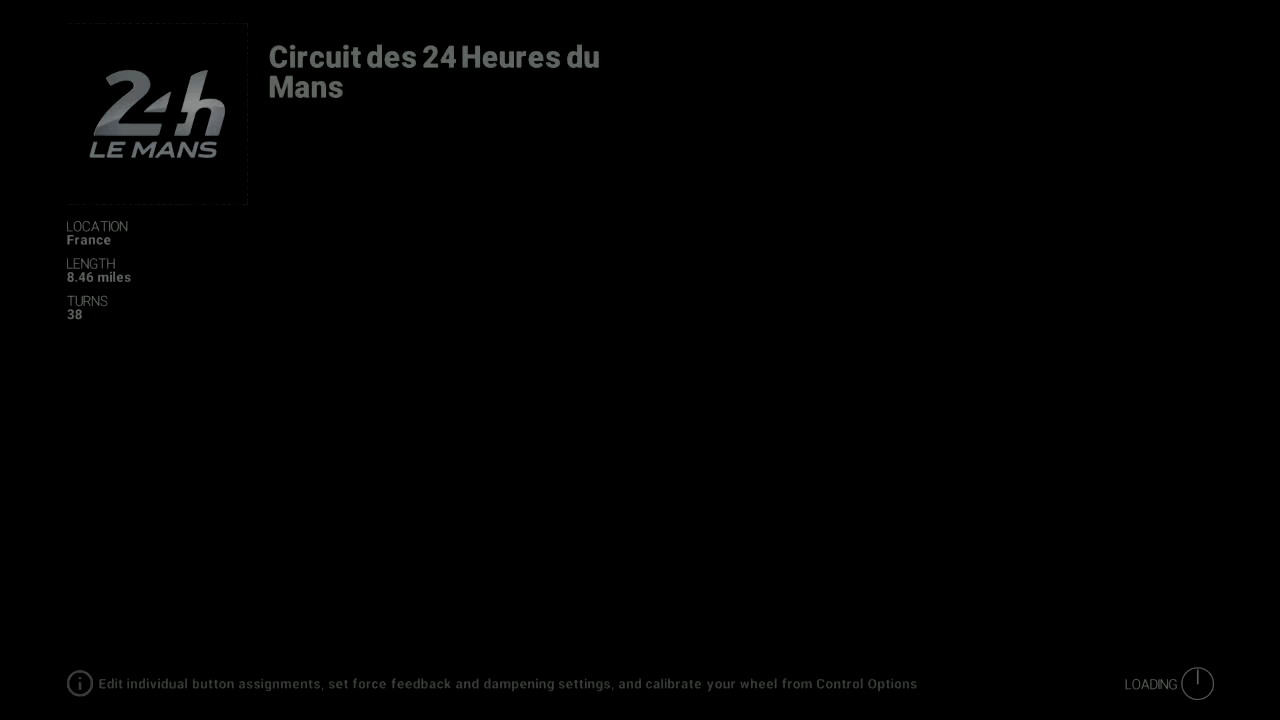 24h
LE MANS
Circuit des 24 Heures du
Mans
LOCATION
France
LENGTH
8.46 miles
TURNS
38
Edit individual button assignments, set force feedback and dampening settings, and calibrate your wheel from Control Options
LOADING